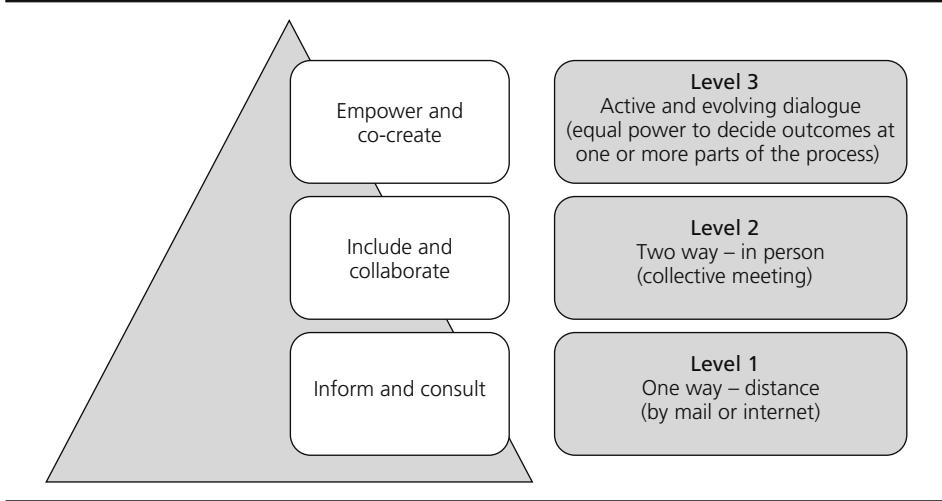 Empower and
co-create
Level 3
Active and evolving dialogue
(equal power to decide outcomes at
one or more parts of the process)
Include and
collaborate
Level 2
Two way – in person
(collective meeting)
Inform and consult
Level 1
One way – distance
(by mail or internet)